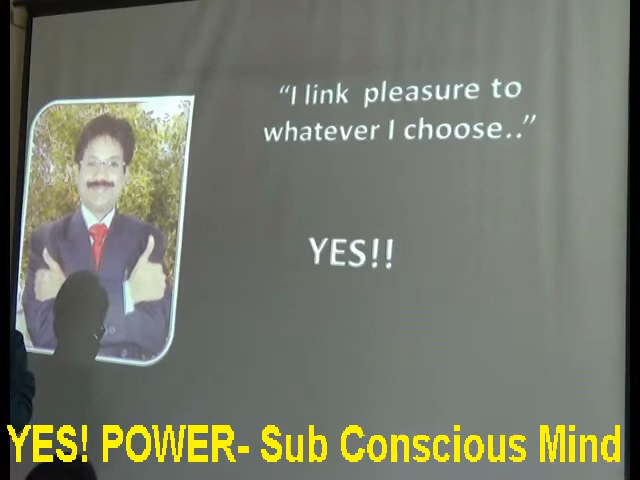 “I link pleasure to
whatever I choose..”
YES!!
YES! POWER- Sub Conscious Mind